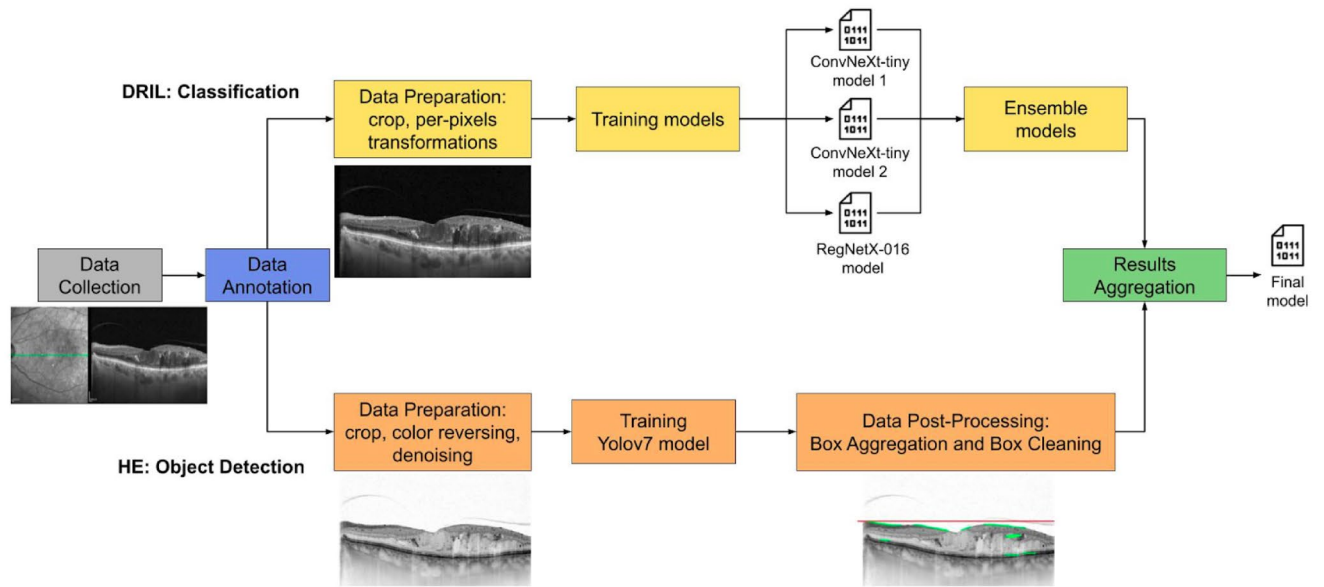 DRIL: Classification
Data Preparation:
crop, per-pixels
transformations
Training models
0111
1011
ConvNeXt-tiny
model 1
0111
1011
ConvNeXt-tiny
model 2
0111
1011
RegNetX-016
model
Ensemble
models
Data
Collection
Data
Annotation
Results
Aggregation
0111
1011
Final
model
HE: Object Detection
Data Preparation:
crop, color reversing,
denoising
Training
Yolov7 model
Data Post-Processing:
Box Aggregation and Box Cleaning